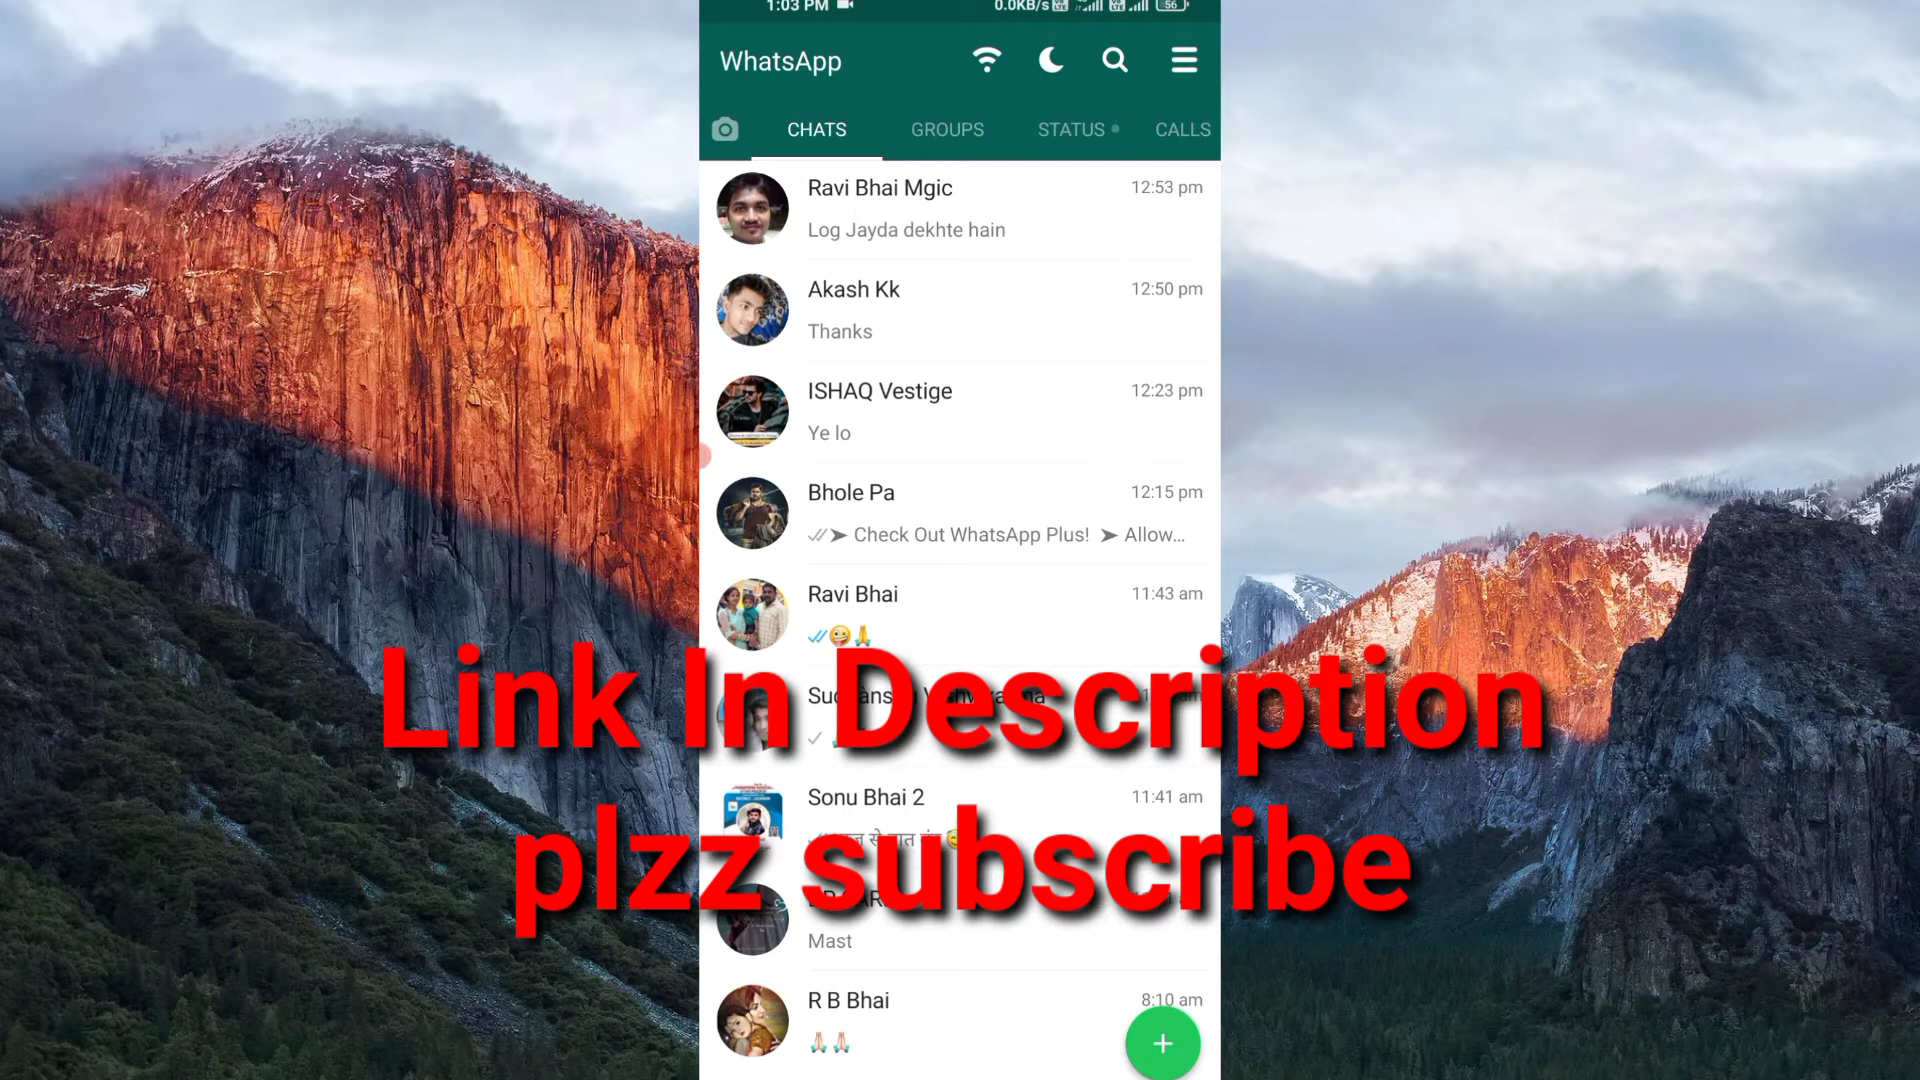 1:03 PM
0.0KB/s
56
WhatsApp
CHATS
GROUPS
STATUS
CALLS
Ravi Bhai Mgic
12:53 pm
Log Jayda dekhte hain
Akash Kk
12:50 pm
Thanks
ISHAQ Vestige
12:23 pm
Ye lo
Bhole Pa
12:15 pm
➤ Check Out WhatsApp Plus! ➤ Allow...
Ravi Bhai
11:43 am
🤪🙏
Link In Description
Sonu Bhai 2
11:41 am
plzz subscribe
Mast
R B Bhai
8:10 am
🙏🙏